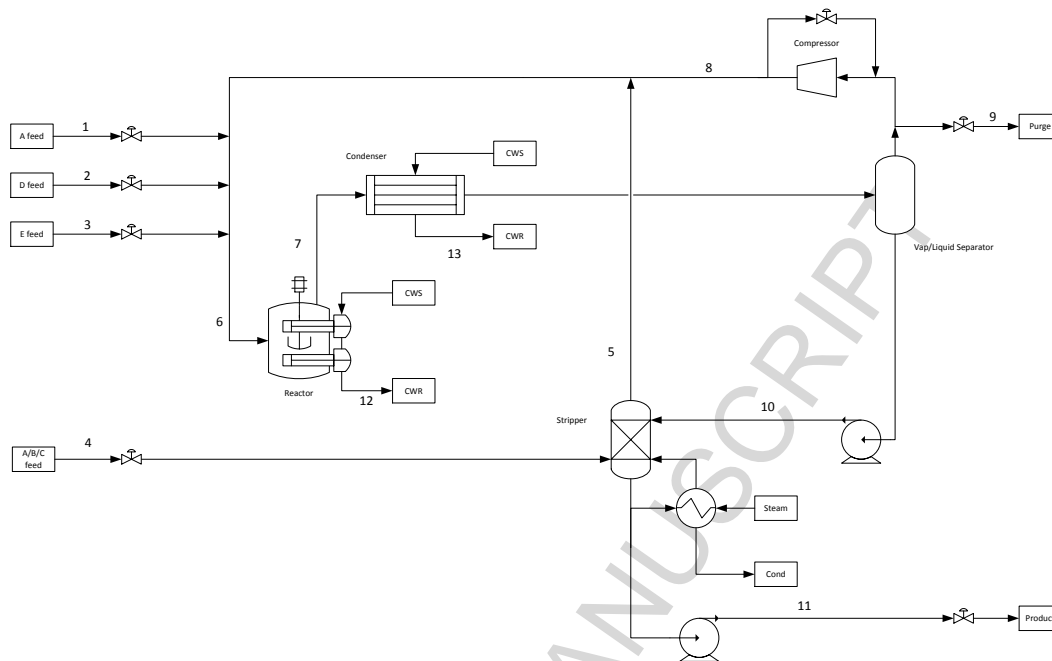 Compressor
8
1
A feed
9
Purge
2
D feed
Condenser
CWS
3
E feed
7
13
CWR
Vap/Liquid Separator
CWS
6
5
Reactor
12
CWR
10
Stripper
4
A/B/C
feed
Steam
Cond
11
Produc
ANUSCRIPT